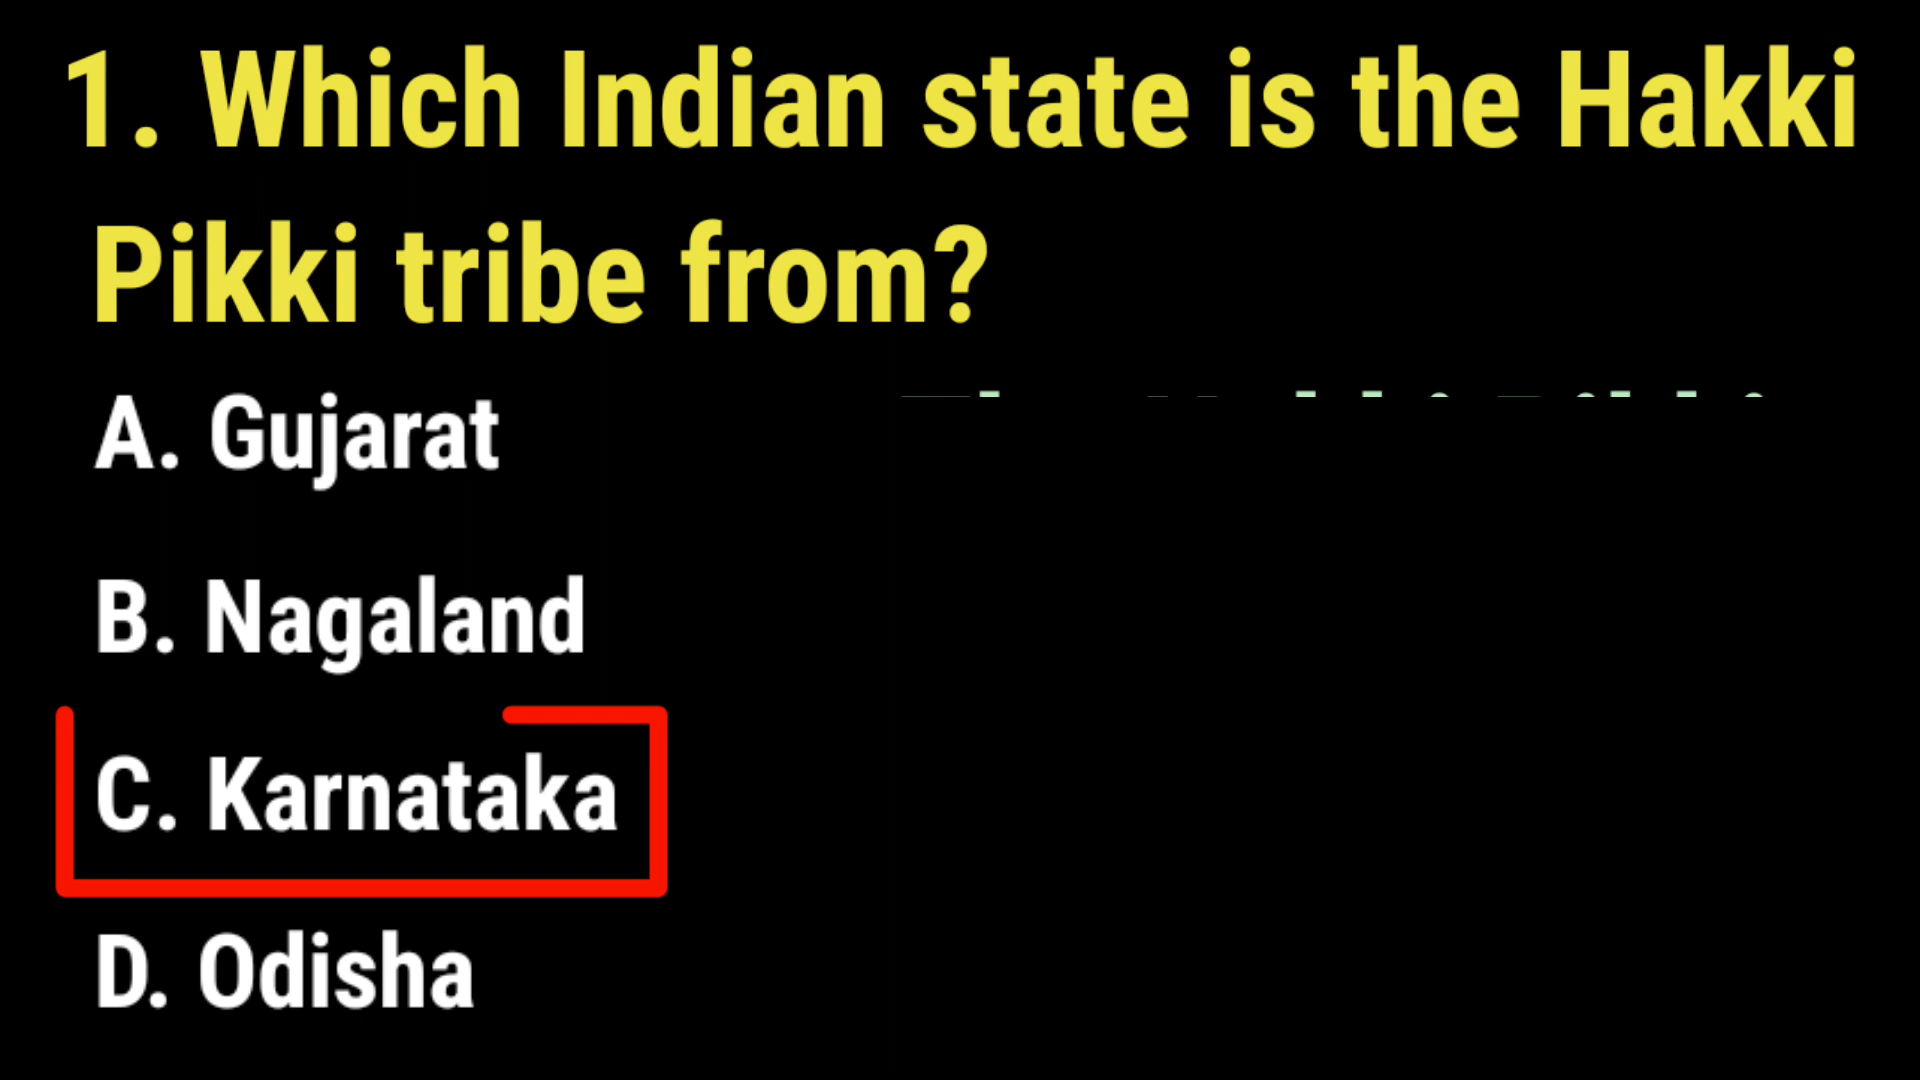 1. Which Indian state is the Hakki
Pikki tribe from?
A. Gujarat
B. Nagaland
C. Karnataka
D. Odisha